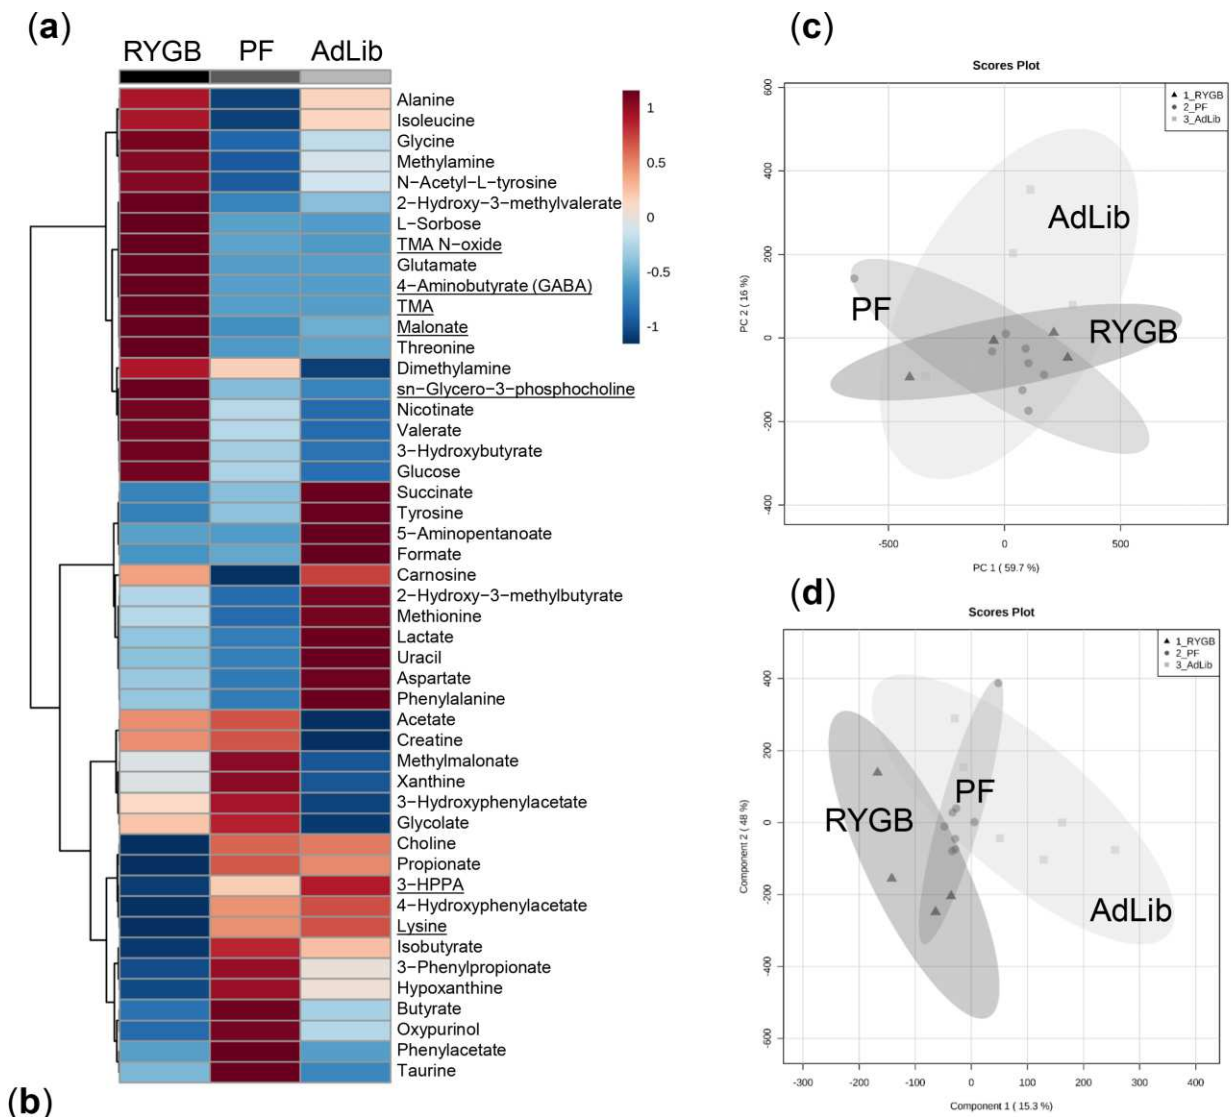 (a)
RYGB PF AdLib
1
0.5
0
-0.5
-1
Alanine
Isoleucine
Glycine
Methylamine
N-Acetyl-L-tyrosine
2-Hydroxy-3-methylvalerate
L-Sorbose
TMA N-oxide
Glutamate
4-Aminobutyrate (GABA)
TMA
Malonate
Threonine
Dimethylamine
sn-Glycero-3-phosphocholine
Nicotinate
Valerate
3-Hydroxybutyrate
Glucose
Succinate
Tyrosine
5-Aminopentanoate
Formate
Carnosine
2-Hydroxy-3-methylbutyrate
Methionine
Lactate
Uracil
Aspartate
Phenylalanine
Acetate
Creatine
Methylmalonate
Xanthine
3-Hydroxyphenylacetate
Glycolate
Choline
Propionate
3-HPPA
4-Hydroxyphenylacetate
Lysine
Isobutyrate
3-Phenylpropionate
Hypoxanthine
Butyrate
Oxypurinol
Phenylacetate
Taurine
(b)
(c)
Scores Plot
1_RYGB
2_PF
3_AdLib
AdLib
PF
RYGB
PC 2 ( 16 %)
600
400
200
0
-200
-400
-500 0 500
PC 1 ( 59.7 %)
(d)
Scores Plot
1_RYGB
2_PF
3_AdLib
PF
RYGB
AdLib
Component 2 ( 48 %)
400
200
0
-200
-400
-600
-300 -200 -100 0 100 200 300 400
Component 1 ( 15.3 %)